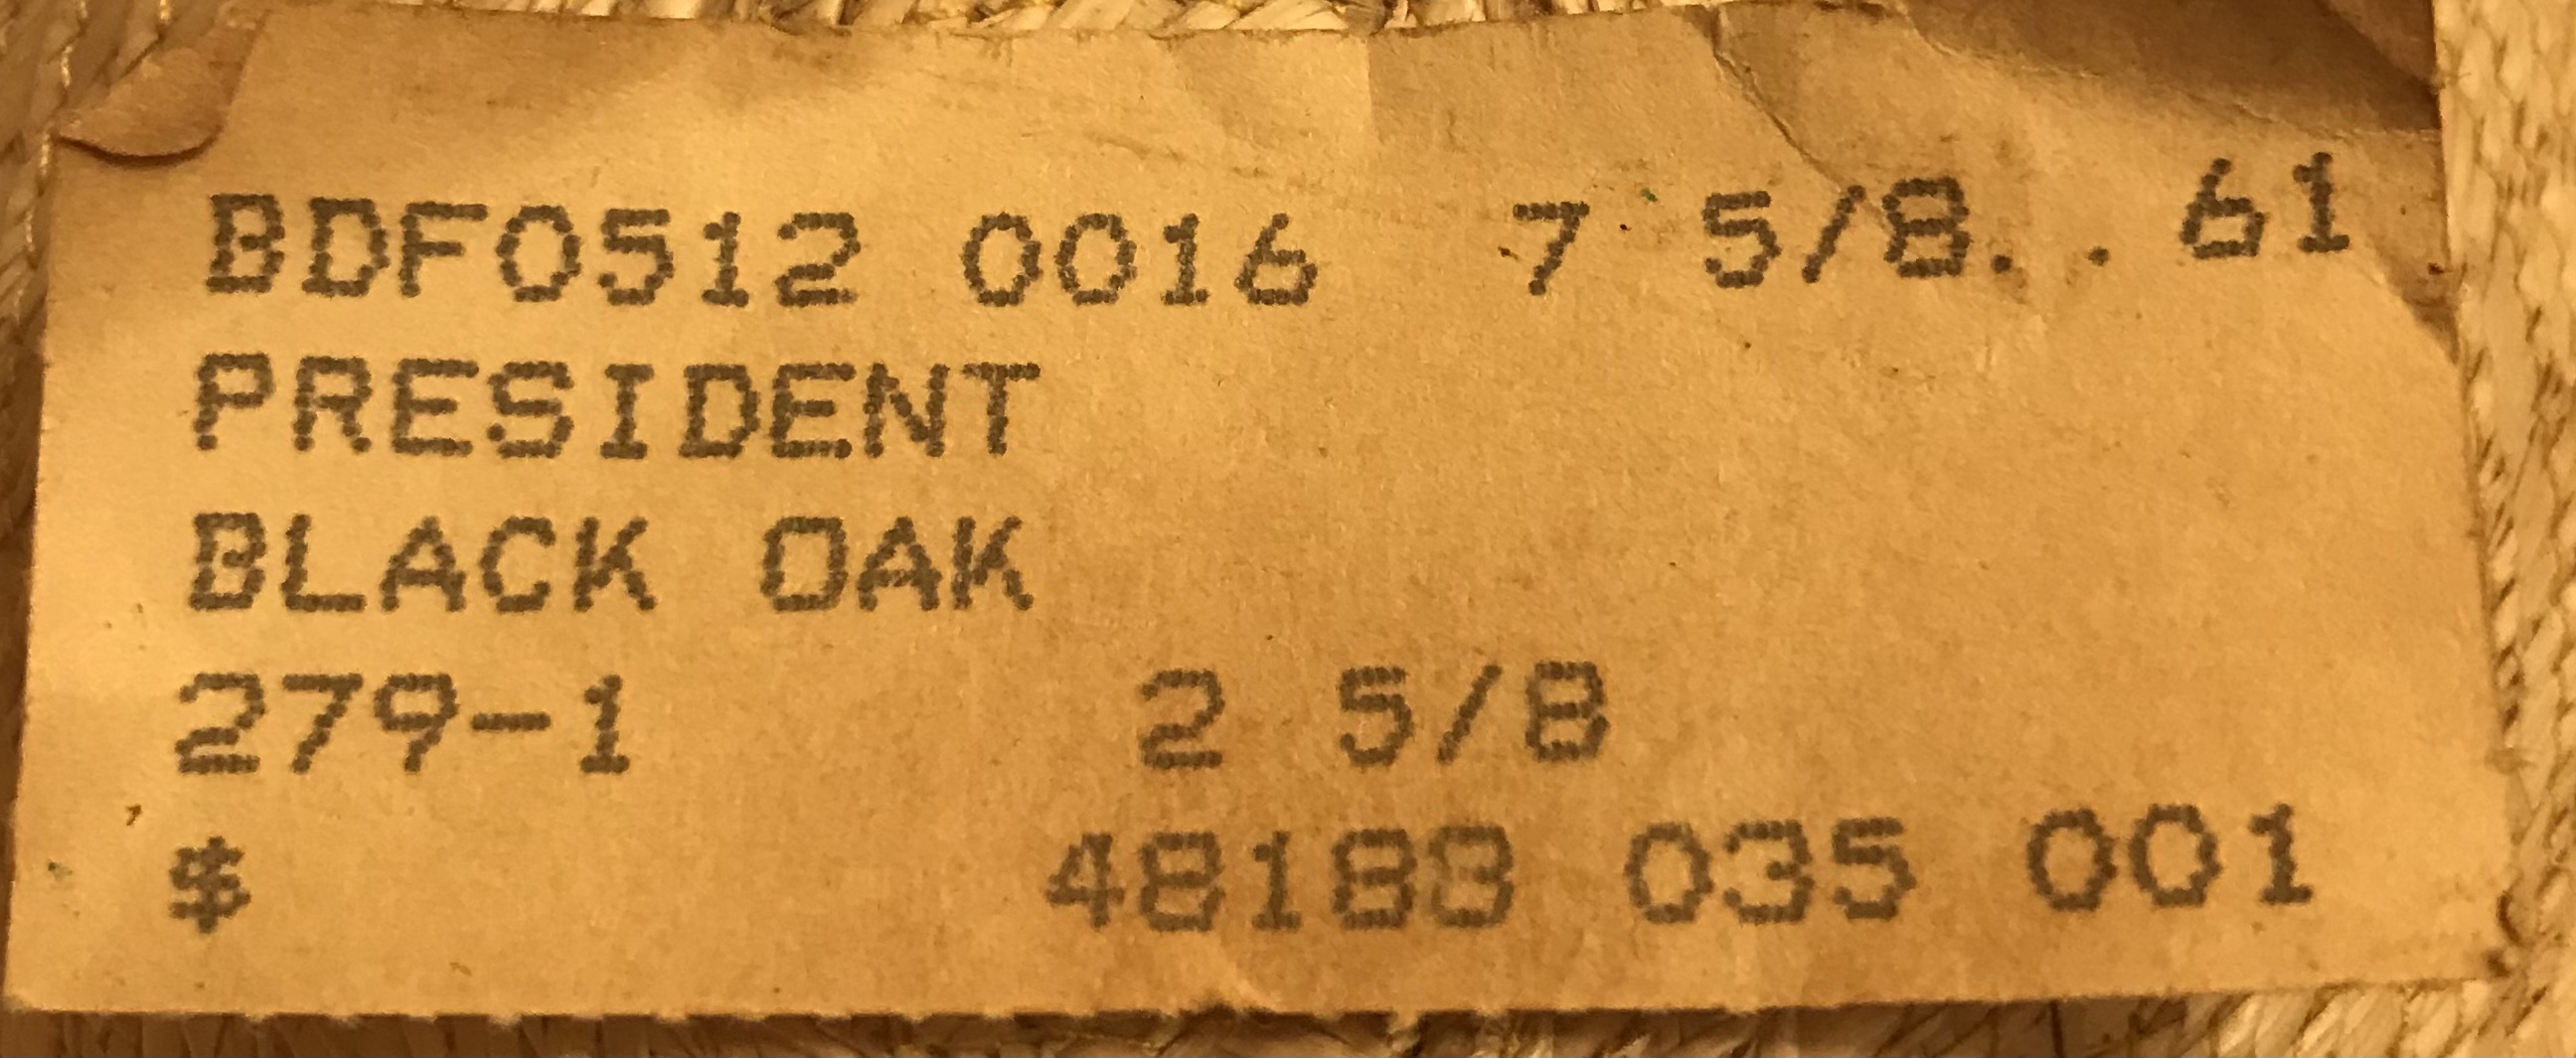 BDF0512 0016 7 5/8. . 61
PRESIDENT
BLACK OAK
279-1 2 5/8
$ 48188 035 001